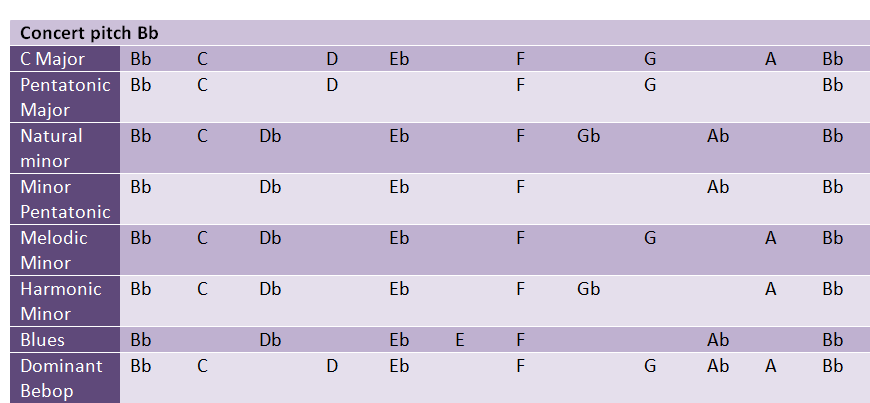 Concert pitch Bb
C Major Bb C D Eb F G A Bb
Pentatonic Bb C D F G Bb
Major
Natural Bb C Db Eb F Gb Ab Bb
minor
Minor Bb Db Eb F Ab Bb
Pentatonic
Melodic Bb C Db Eb F G A Bb
Minor
Harmonic Bb C Db Eb F Gb A Bb
Minor
Blues Bb Db Eb E F Ab Bb
Dominant Bb C D Eb F G Ab A Bb
Bebop